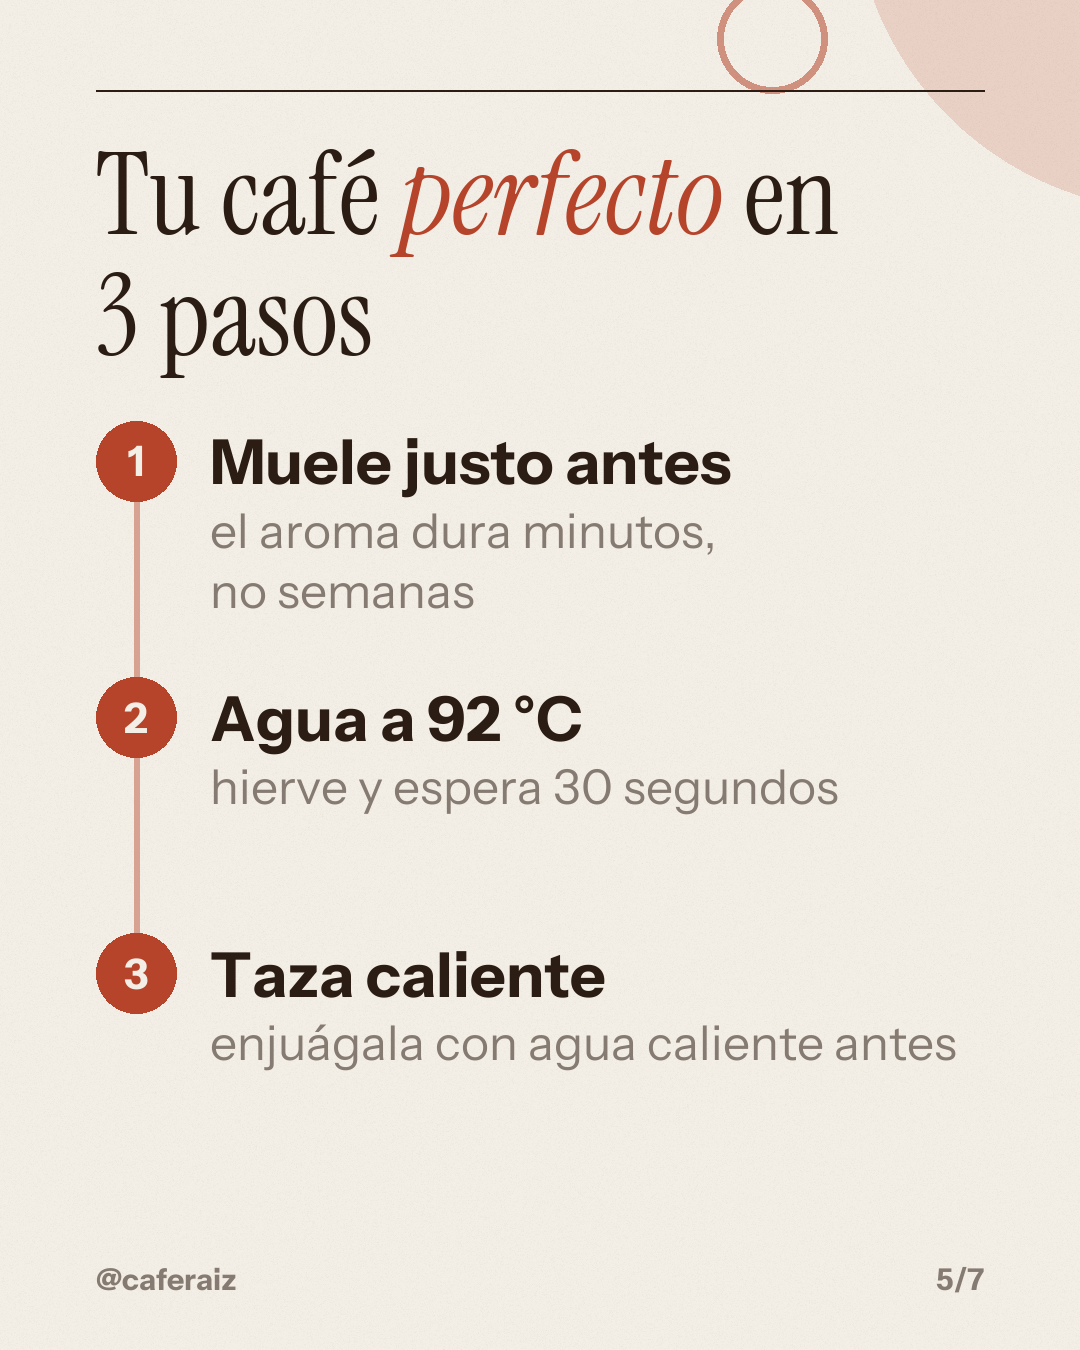 Tu café perfecto en
3 pasos
1 Muele justo antes
el aroma dura minutos,
no semanas
2 Agua a 92 °C
hierve y espera 30 segundos
3 Taza caliente
enjuágala con agua caliente antes
@caferaiz 5/7